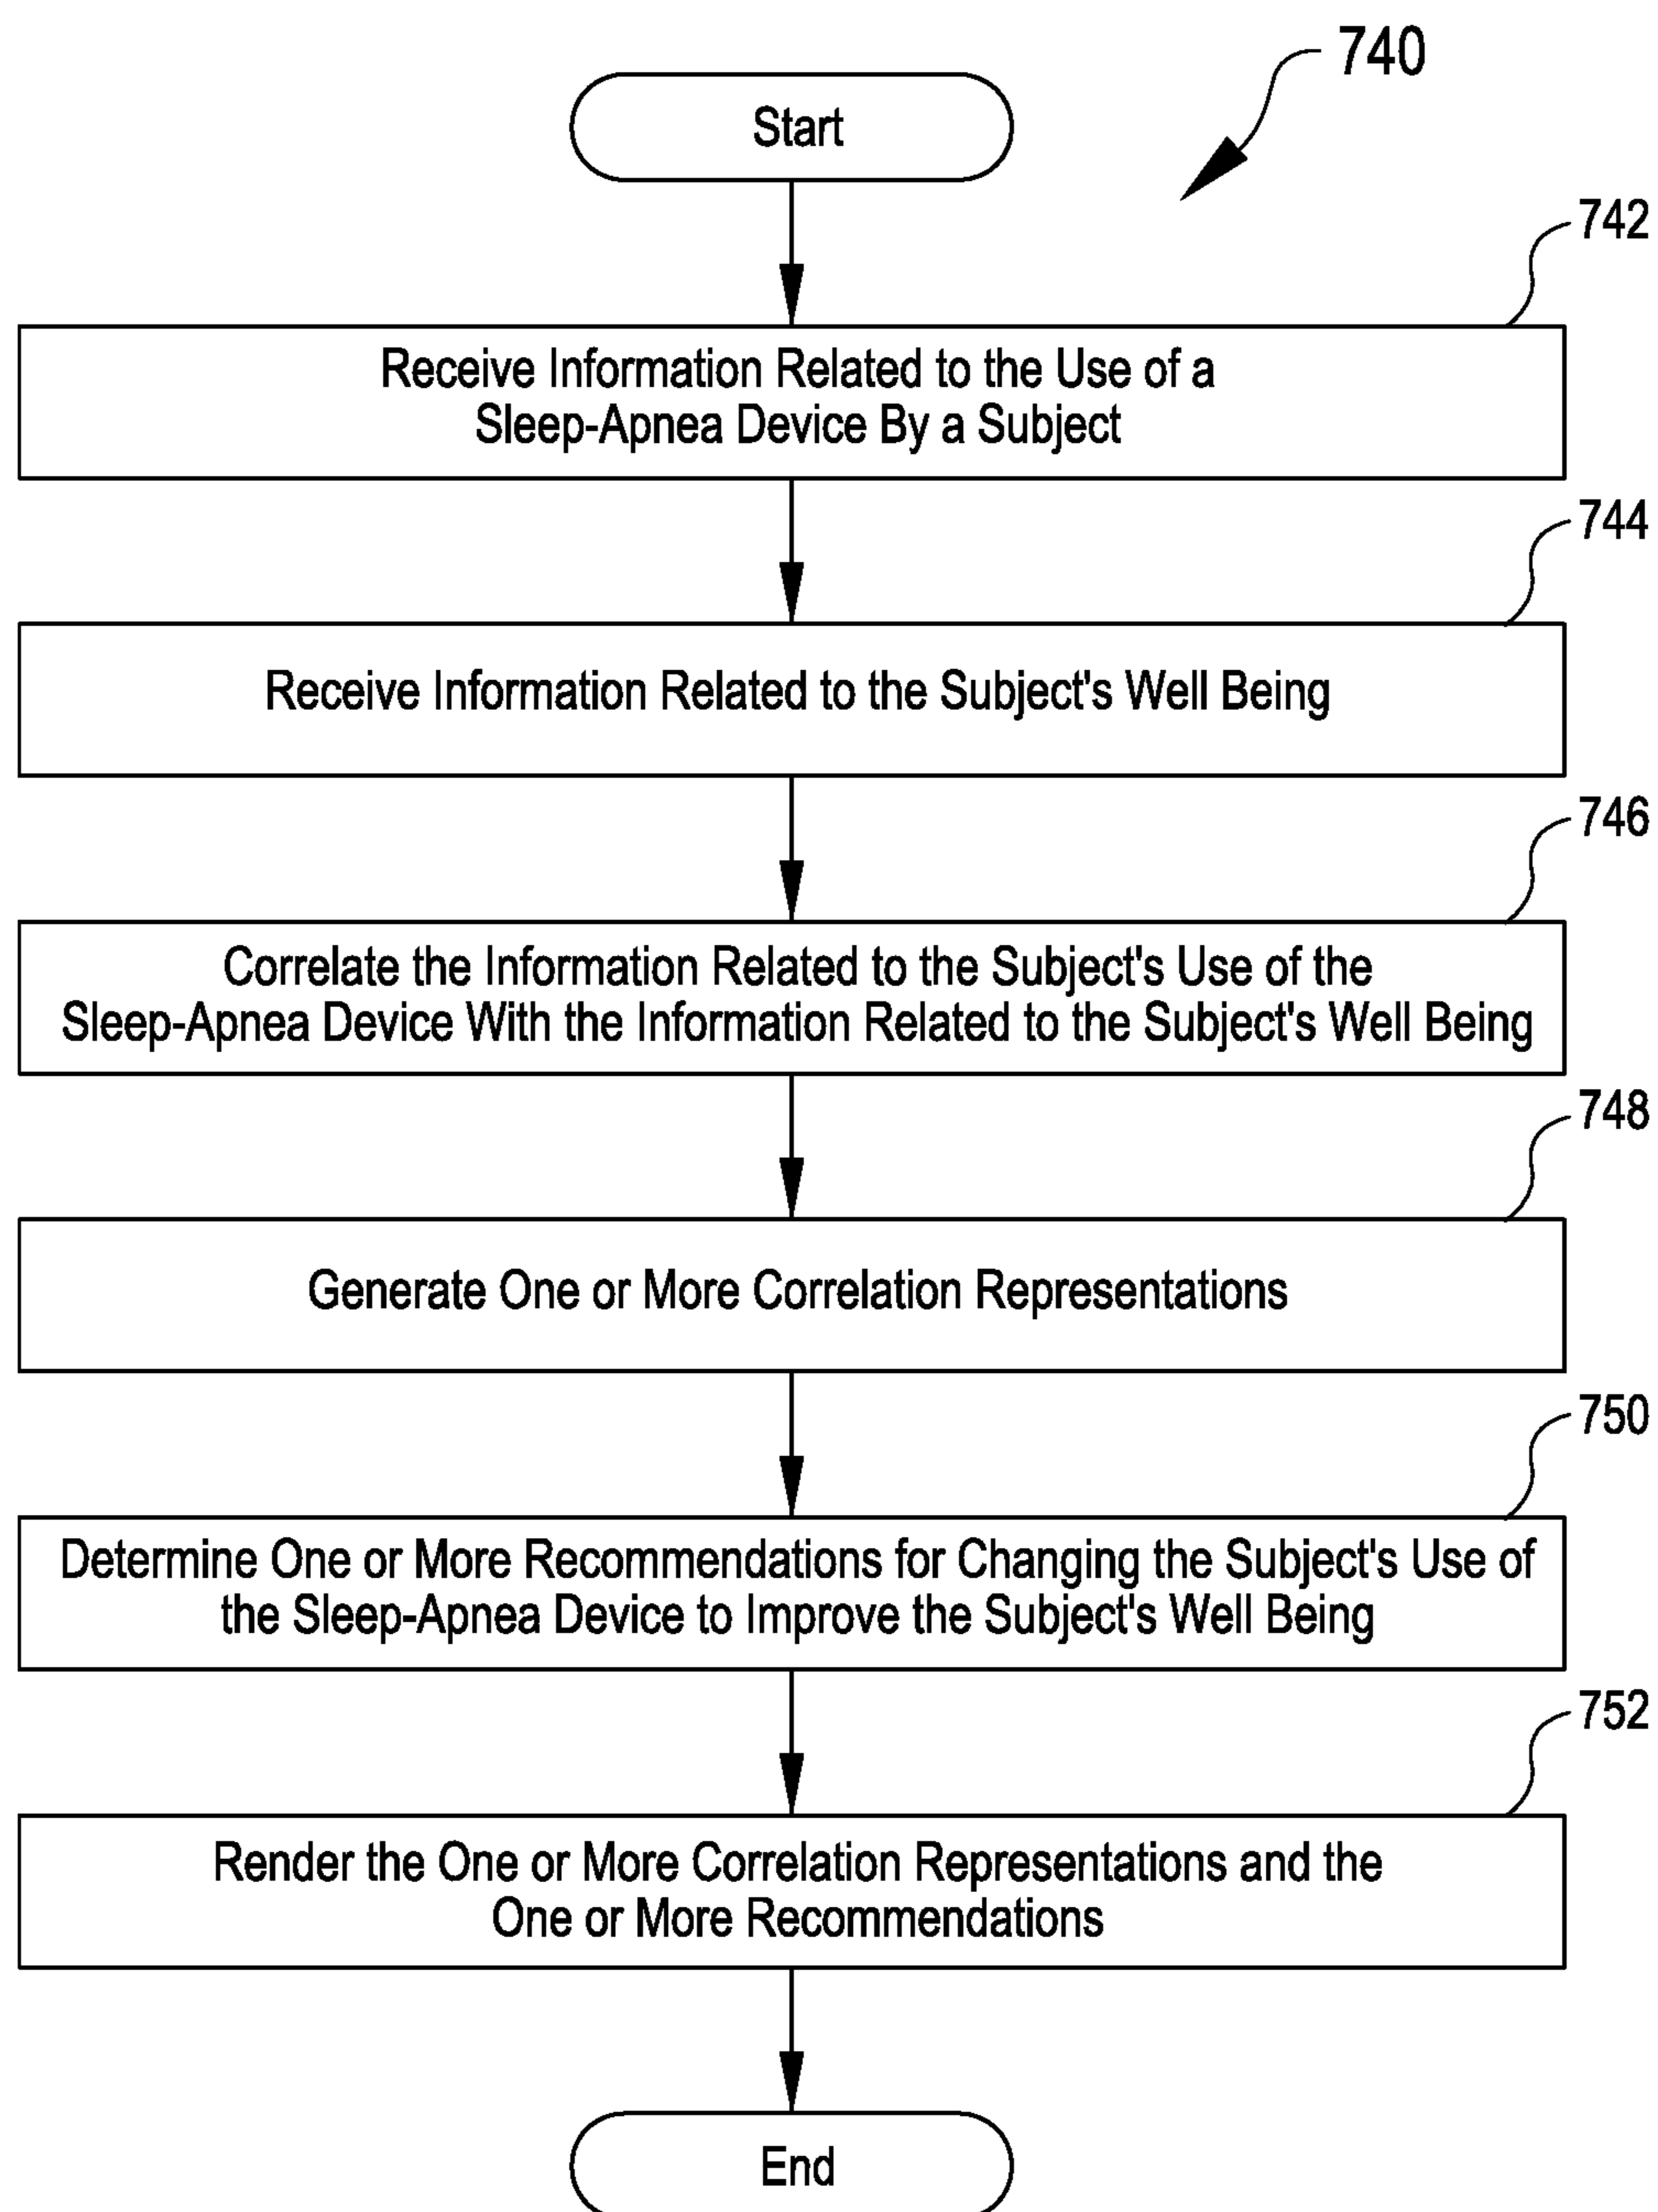 740
Start
742
Receive Information Related to the Use of a
Sleep-Apnea Device By a Subject
744
Receive Information Related to the Subject's Well Being
746
Correlate the Information Related to the Subject's Use of the
Sleep-Apnea Device With the Information Related to the Subject's Well Being
748
Generate One or More Correlation Representations
750
Determine One or More Recommendations for Changing the Subject's Use of
the Sleep-Apnea Device to Improve the Subject's Well Being
752
Render the One or More Correlation Representations and the
One or More Recommendations
End